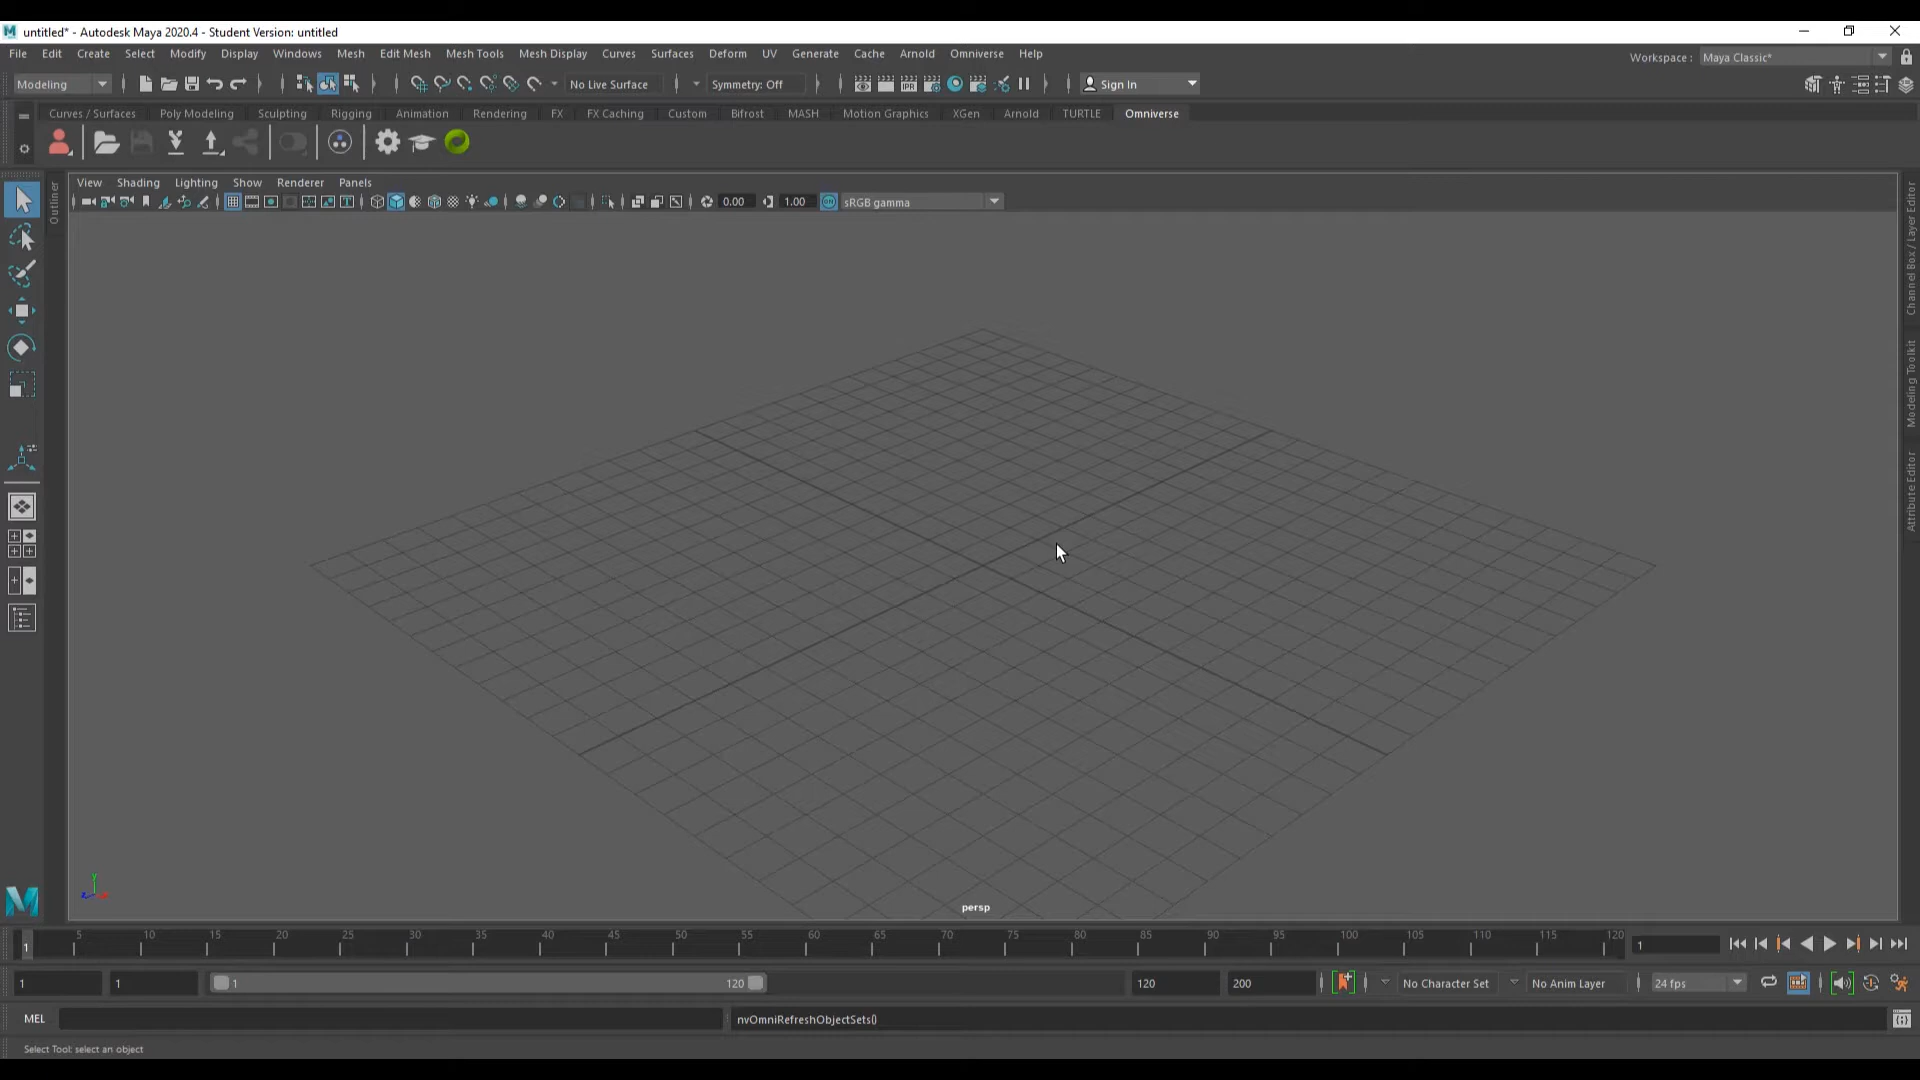 untitled* - Autodesk Maya 2020.4 - Student Version: untitled
File Edit Create Select Modify Display Windows Mesh Edit Mesh Mesh Tools Mesh Display Curves Surfaces Deform UV Generate Cache Arnold Omniverse Help
Workspace : Maya Classic*
Modeling No Live Surface Symmetry: Off IPR Sign In
Curves / Surfaces Poly Modeling Sculpting Rigging Animation Rendering FX FX Caching Custom Bifrost MASH Motion Graphics XGen Arnold TURTLE Omniverse
View Shading Lighting Show Renderer Panels
0.00 1.00 ON sRGB gamma
Outliner
Channel Box / Layer Editor
Modeling Toolkit
Attribute Editor
y
persp
1 5 10 15 20 25 30 35 40 45 50 55 60 65 70 75 80 85 90 95 100 105 110 115 120 1
1 1 1 120 120 200 No Character Set No Anim Layer 24 fps
MEL nvOmniRefreshObjectSets()
Select Tool: select an object